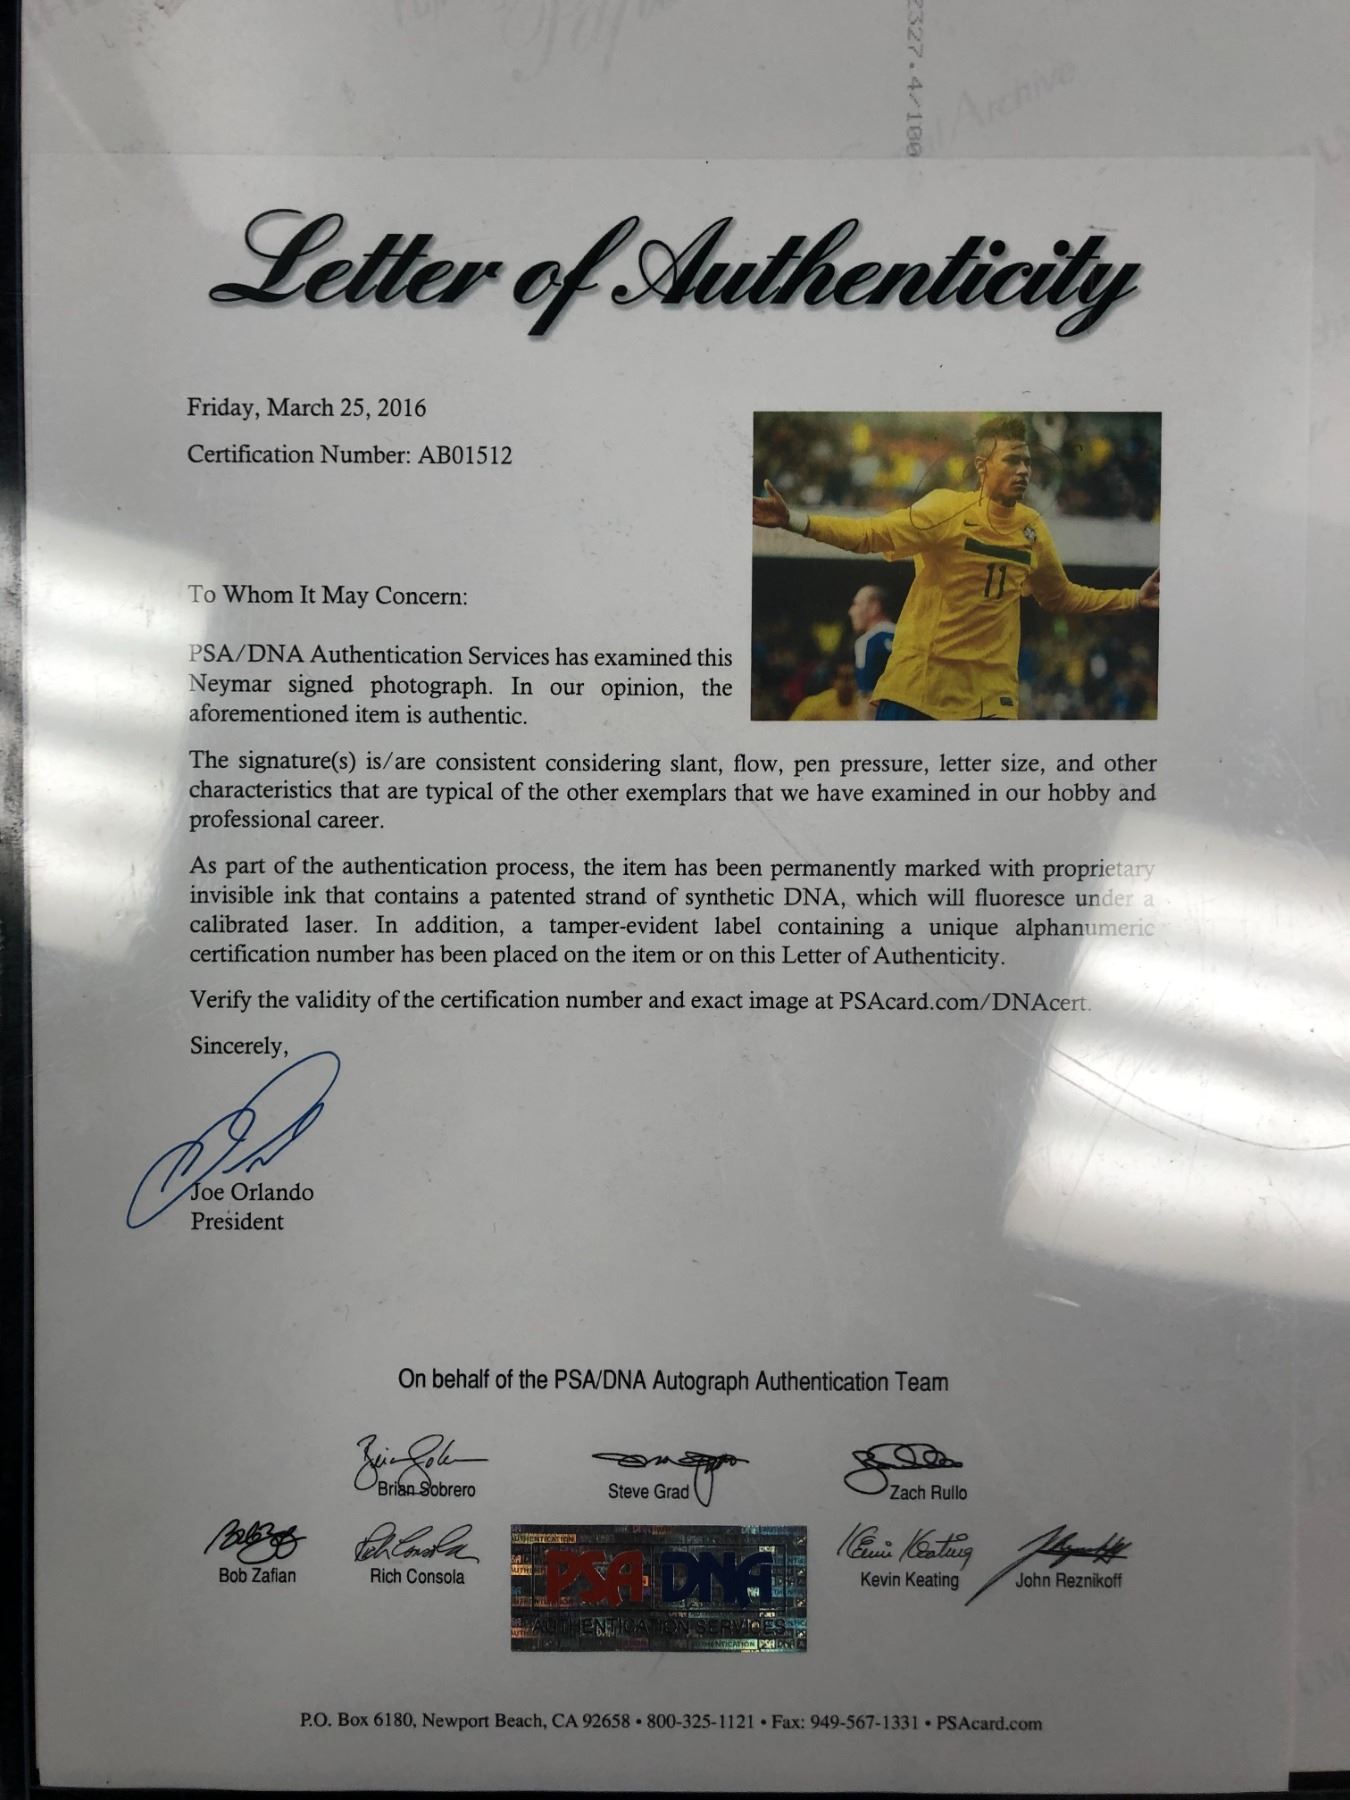 2327.4/100
Archive
Letter of Authenticity
Friday, March 25, 2016
Certification Number: AB01512
11
To Whom It May Concern:
PSA/DNA Authentication Services has examined this
Neymar signed photograph. In our opinion, the
aforementioned item is authentic.
The signature(s) is/are consistent considering slant, flow, pen pressure, letter size, and other
characteristics that are typical of the other exemplars that we have examined in our hobby and
professional career.
As part of the authentication process, the item has been permanently marked with proprietary
invisible ink that contains a patented strand of synthetic DNA, which will fluoresce under a
calibrated laser. In addition, a tamper-evident label containing a unique alphanumeric
certification number has been placed on the item or on this Letter of Authenticity.
Verify the validity of the certification number and exact image at PSAcard.com/DNAcert.
Sincerely,
Joe Orlando
President
On behalf of the PSA/DNA Autograph Authentication Team
Brian Sobrero
Steve Grad
Zach Rullo
Bob Zafian
Rich Consola
PSA DNA
AUTHENTICATION SERVICES
Kevin Keating
Kevin Keating
John Reznikoff
P.O. Box 6180, Newport Beach, CA 92658 • 800-325-1121 • Fax: 949-567-1331 • PSAcard.com